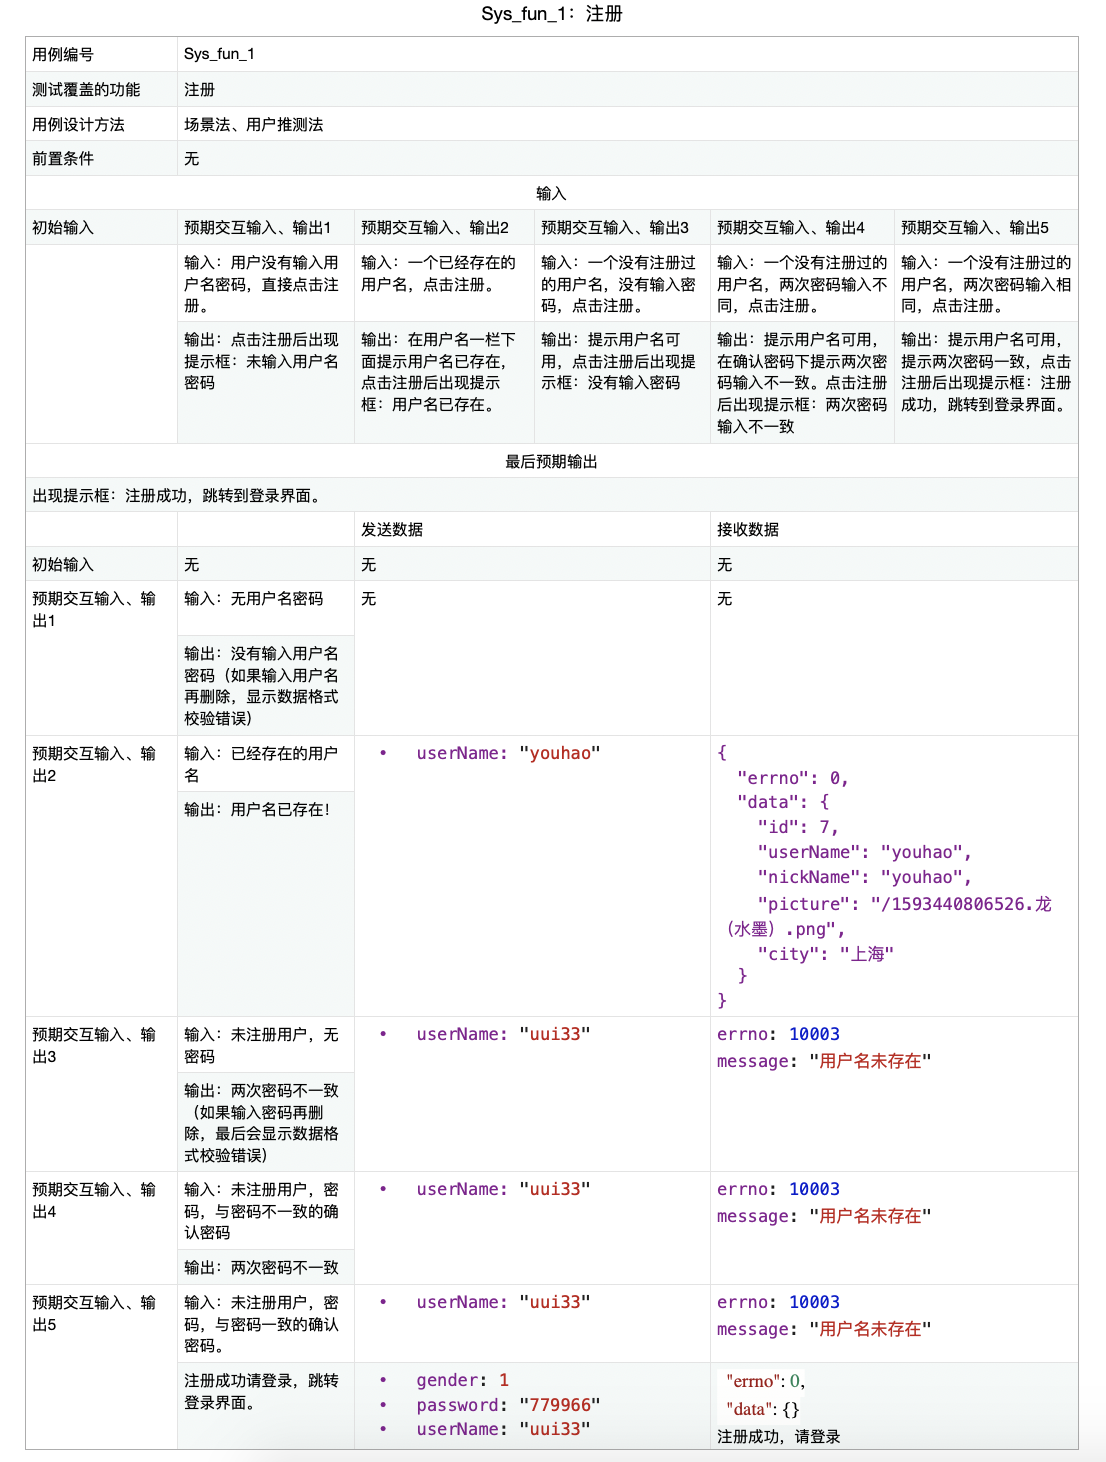 Sys_fun_1：注册
用例编号
Sys_fun_1
测试覆盖的功能
注册
用例设计方法
场景法、用户推测法
前置条件
无
输入
初始输入
预期交互输入、输出1
预期交互输入、输出2
预期交互输入、输出3
预期交互输入、输出4
预期交互输入、输出5
输入：用户没有输入用
户名密码，直接点击注
册。
输入：一个已经存在的
用户名，点击注册。
输入：一个没有注册过
的用户名，没有输入密
码，点击注册。
输入：一个没有注册过的
用户名，两次密码输入不
同，点击注册。
输入：一个没有注册过的
用户名，两次密码输入相
同，点击注册。
输出：点击注册后出现
提示框：未输入用户名
密码
输出：在用户名一栏下
面提示用户名已存在，
点击注册后出现提示
框：用户名已存在。
输出：提示用户名可
用，点击注册后出现提
示框：没有输入密码
输出：提示用户名可用，
在确认密码下提示两次密
码输入不一致。点击注册
后出现提示框：两次密码
输入不一致
输出：提示用户名可用，
提示两次密码一致，点击
注册后出现提示框：注册
成功，跳转到登录界面。
最后预期输出
出现提示框：注册成功，跳转到登录界面。
发送数据
接收数据
初始输入
无
无
无
预期交互输入、输
出1
输入：无用户名密码
无
无
输出：没有输入用户名
密码（如果输入用户名
再删除，显示数据格式
校验错误）
预期交互输入、输
出2
输入：已经存在的用户
名
输出：用户名已存在！
• userName: "youhao"
{
"errno": 0,
"data": {
"id": 7,
"userName": "youhao",
"nickName": "youhao",
"picture": "/1593440806526.龙
（水墨）.png",
"city": "上海"
}
}
预期交互输入、输
出3
输入：未注册用户，无
密码
输出：两次密码不一致
（如果输入密码再删
除，最后会显示数据格
式校验错误）
• userName: "uui33"
errno: 10003
message: "用户名未存在"
预期交互输入、输
出4
输入：未注册用户，密
码，与密码不一致的确
认密码
输出：两次密码不一致
• userName: "uui33"
errno: 10003
message: "用户名未存在"
预期交互输入、输
出5
输入：未注册用户，密
码，与密码一致的确认
密码。
• userName: "uui33"
errno: 10003
message: "用户名未存在"
注册成功请登录，跳转
登录界面。
• gender: 1
• password: "779966"
• userName: "uui33"
"errno": 0,
"data": {}
注册成功，请登录